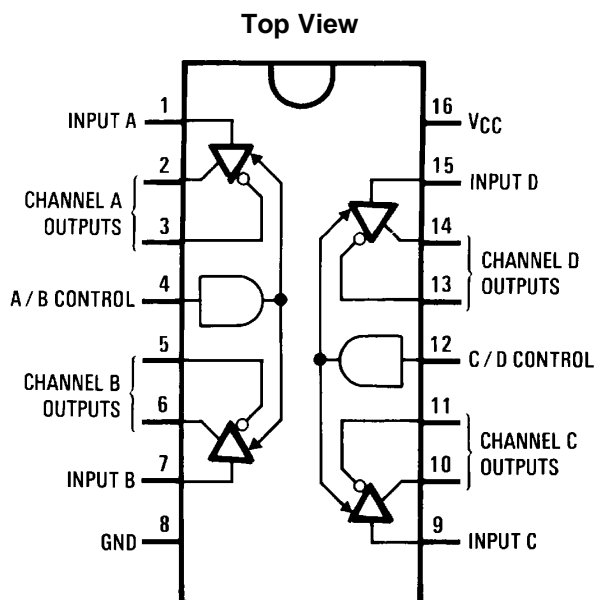 Top View
1
INPUT A
2
CHANNEL A
OUTPUTS
3
4
A / B CONTROL
5
CHANNEL B
OUTPUTS
6
7
INPUT B
8
GND
16
VCC
15
INPUT D
14
CHANNEL D
OUTPUTS
13
12
C / D CONTROL
11
CHANNEL C
OUTPUTS
10
9
INPUT C